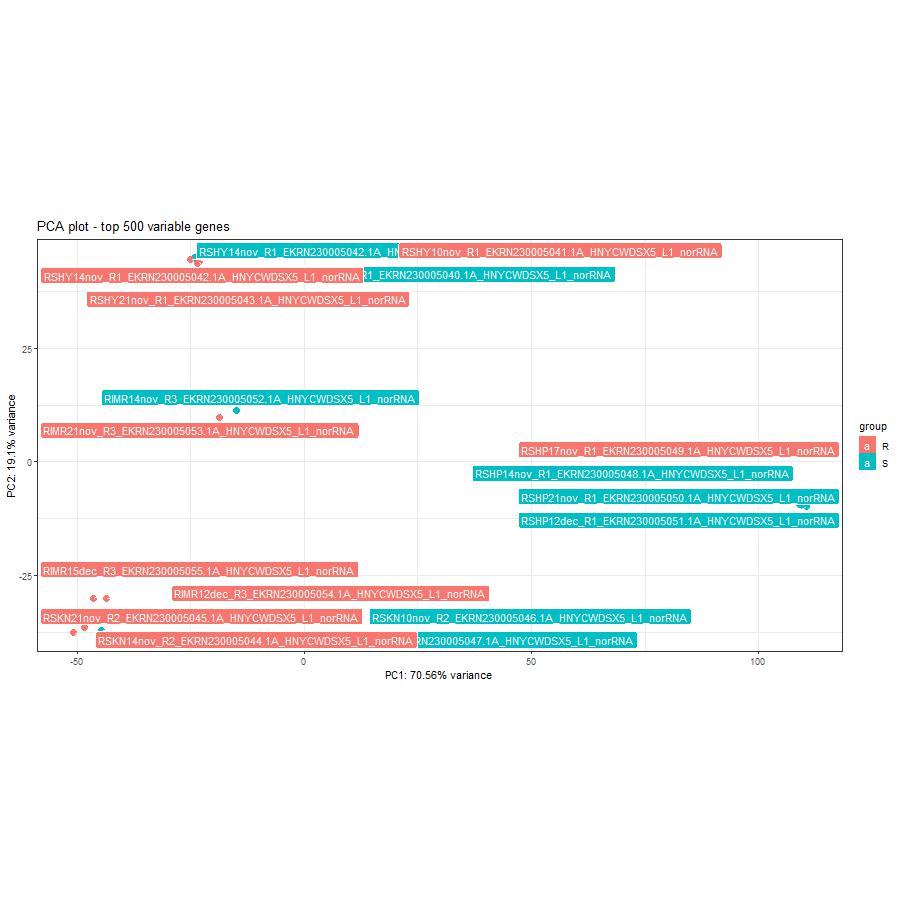 PCA plot - top 500 variable genes
RSHY14nov_R1_EKRN230005042.1A_HN
RSHY10nov_R1_EKRN230005041.1A_HNYCWDSX5_L1_norRNA
RSHY14nov_R1_EKRN230005042.1A_HNYCWDSX5_L1_norRNA
R1_EKRN230005040.1A_HNYCWDSX5_L1_norRNA
RSHY21nov_R1_EKRN230005043.1A_HNYCWDSX5_L1_norRNA
25
RIMR14nov_R3_EKRN230005052.1A_HNYCWDSX5_L1_norRNA
RIMR21nov_R3_EKRN230005053.1A_HNYCWDSX5_L1_norRNA
RSHP17nov_R1_EKRN230005049.1A_HNYCWDSX5_L1_norRNA
0
RSHP14nov_R1_EKRN230005048.1A_HNYCWDSX5_L1_norRNA
RSHP21nov_R1_EKRN230005050.1A_HNYCWDSX5_L1_norRNA
RSHP12dec_R1_EKRN230005051.1A_HNYCWDSX5_L1_norRNA
RIMR15dec_R3_EKRN230005055.1A_HNYCWDSX5_L1_norRNA
-25
RIMR12dec_R3_EKRN230005054.1A_HNYCWDSX5_L1_norRNA
RSKN21nov_R2_EKRN230005045.1A_HNYCWDSX5_L1_norRNA
RSKN10nov_R2_EKRN230005046.1A_HNYCWDSX5_L1_norRNA
RSKN14nov_R2_EKRN230005044.1A_HNYCWDSX5_L1_norRNA
RN230005047.1A_HNYCWDSX5_L1_norRNA
PC2: 19.1% variance
-50
0
50
100
PC1: 70.56% variance
group
a R
a S